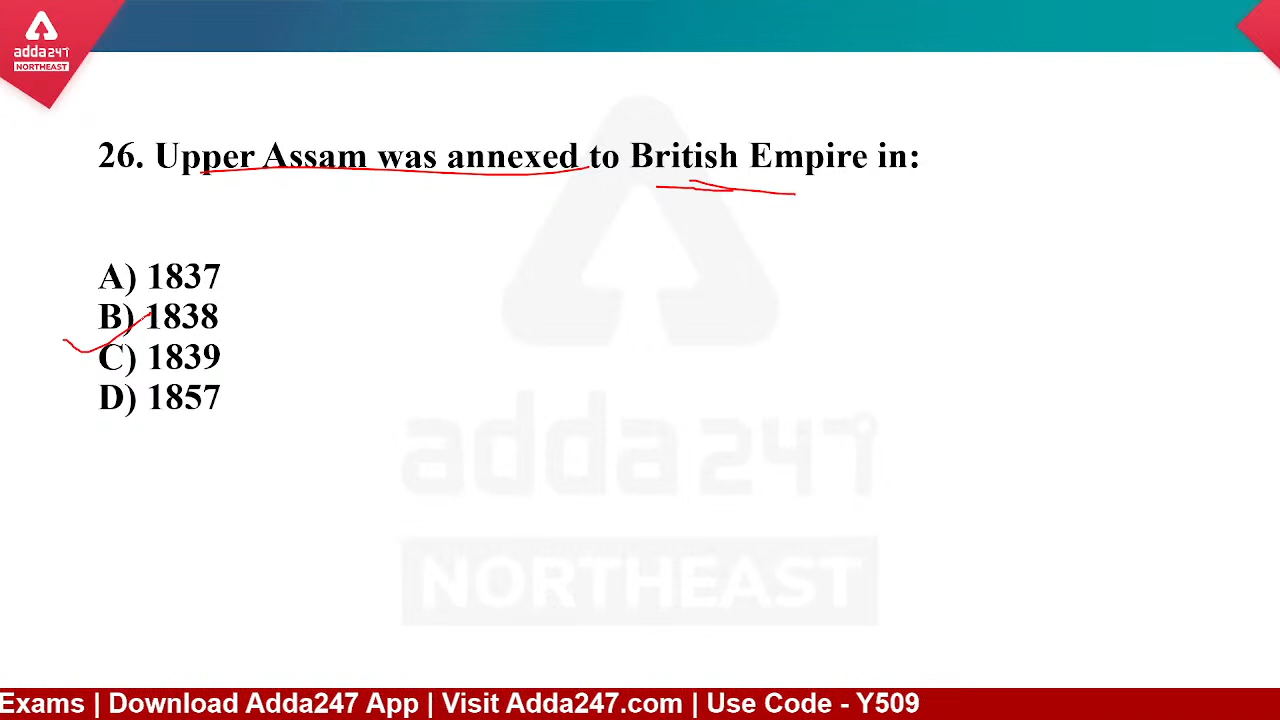 adda247
NORTHEAST
26. Upper Assam was annexed to British Empire in:
A) 1837
B) 1838
C) 1839
D) 1857
adda247
NORTHEAST
Exams | Download Adda247 App | Visit Adda247.com | Use Code - Y509